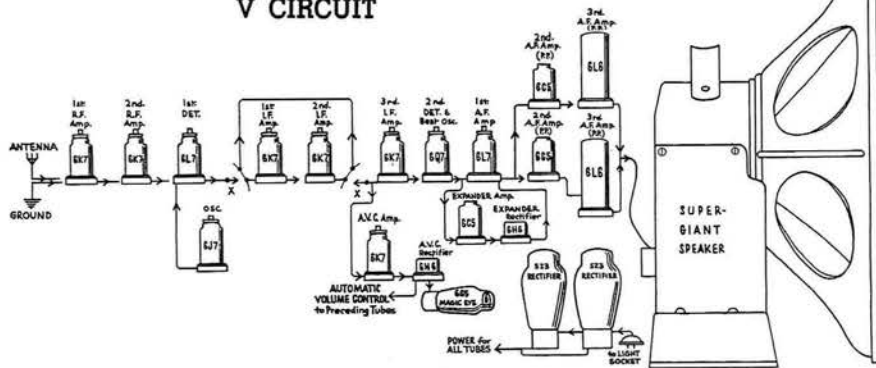 V CIRCUIT
ANTENNA
GROUND
1st.
R.F.
Amp.
6K7
2nd.
R.F.
Amp.
6K7
1st.
DET.
6L7
OSC.
6J7
X
1st
I.F.
Amp.
6K7
2nd.
I.F.
Amp.
6K7
X
3rd.
I.F.
Amp.
6K7
2nd
DET. &
Beat Osc.
6Q7
1st
A.F.
Amp
6L7
2nd.
A.F. Amp.
(P.P.)
6C5
2nd.
A.F. Amp.
(P.P.)
6C5
3rd
A.F. Amp.
(P.P.)
6L6
3rd.
A.F. Amp.
(P.P.)
6L6
EXPANDER Amp.
6C5
EXPANDER
Rectifier
6H6
A.V.C. Amp.
6K7
A.V.C.
Rectifier
6H6
AUTOMATIC
VOLUME CONTROL
to Preceding Tubes
6G5
MAGIC EYE
5Z3
RECTIFIER
5Z3
RECTIFIER
POWER for
ALL TUBES
to LIGHT
SOCKET
SUPER-
GIANT
SPEAKER